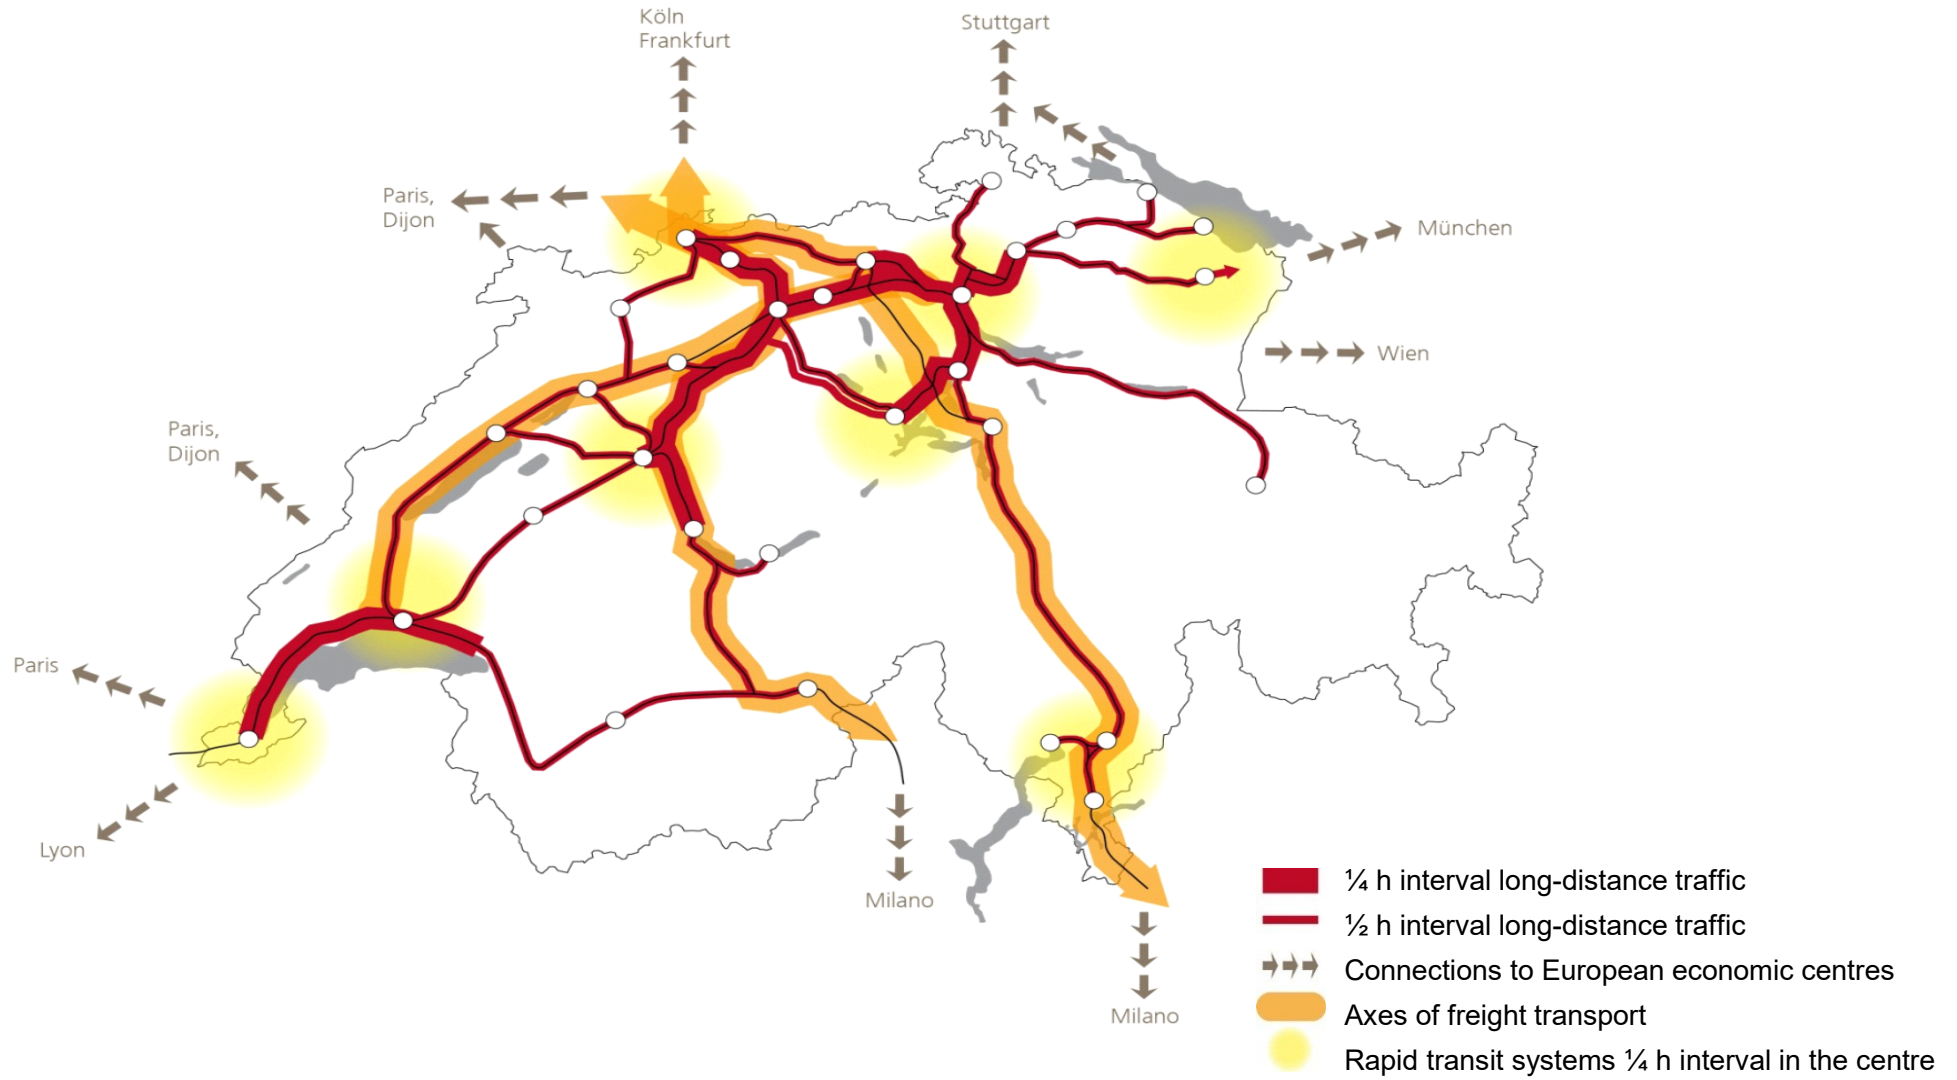 Köln
Frankfurt
Stuttgart
Paris,
Dijon
München
Wien
Paris,
Dijon
Paris
Lyon
Milano
Milano
¼ h interval long-distance traffic
½ h interval long-distance traffic
Connections to European economic centres
Axes of freight transport
Rapid transit systems ¼ h interval in the centre